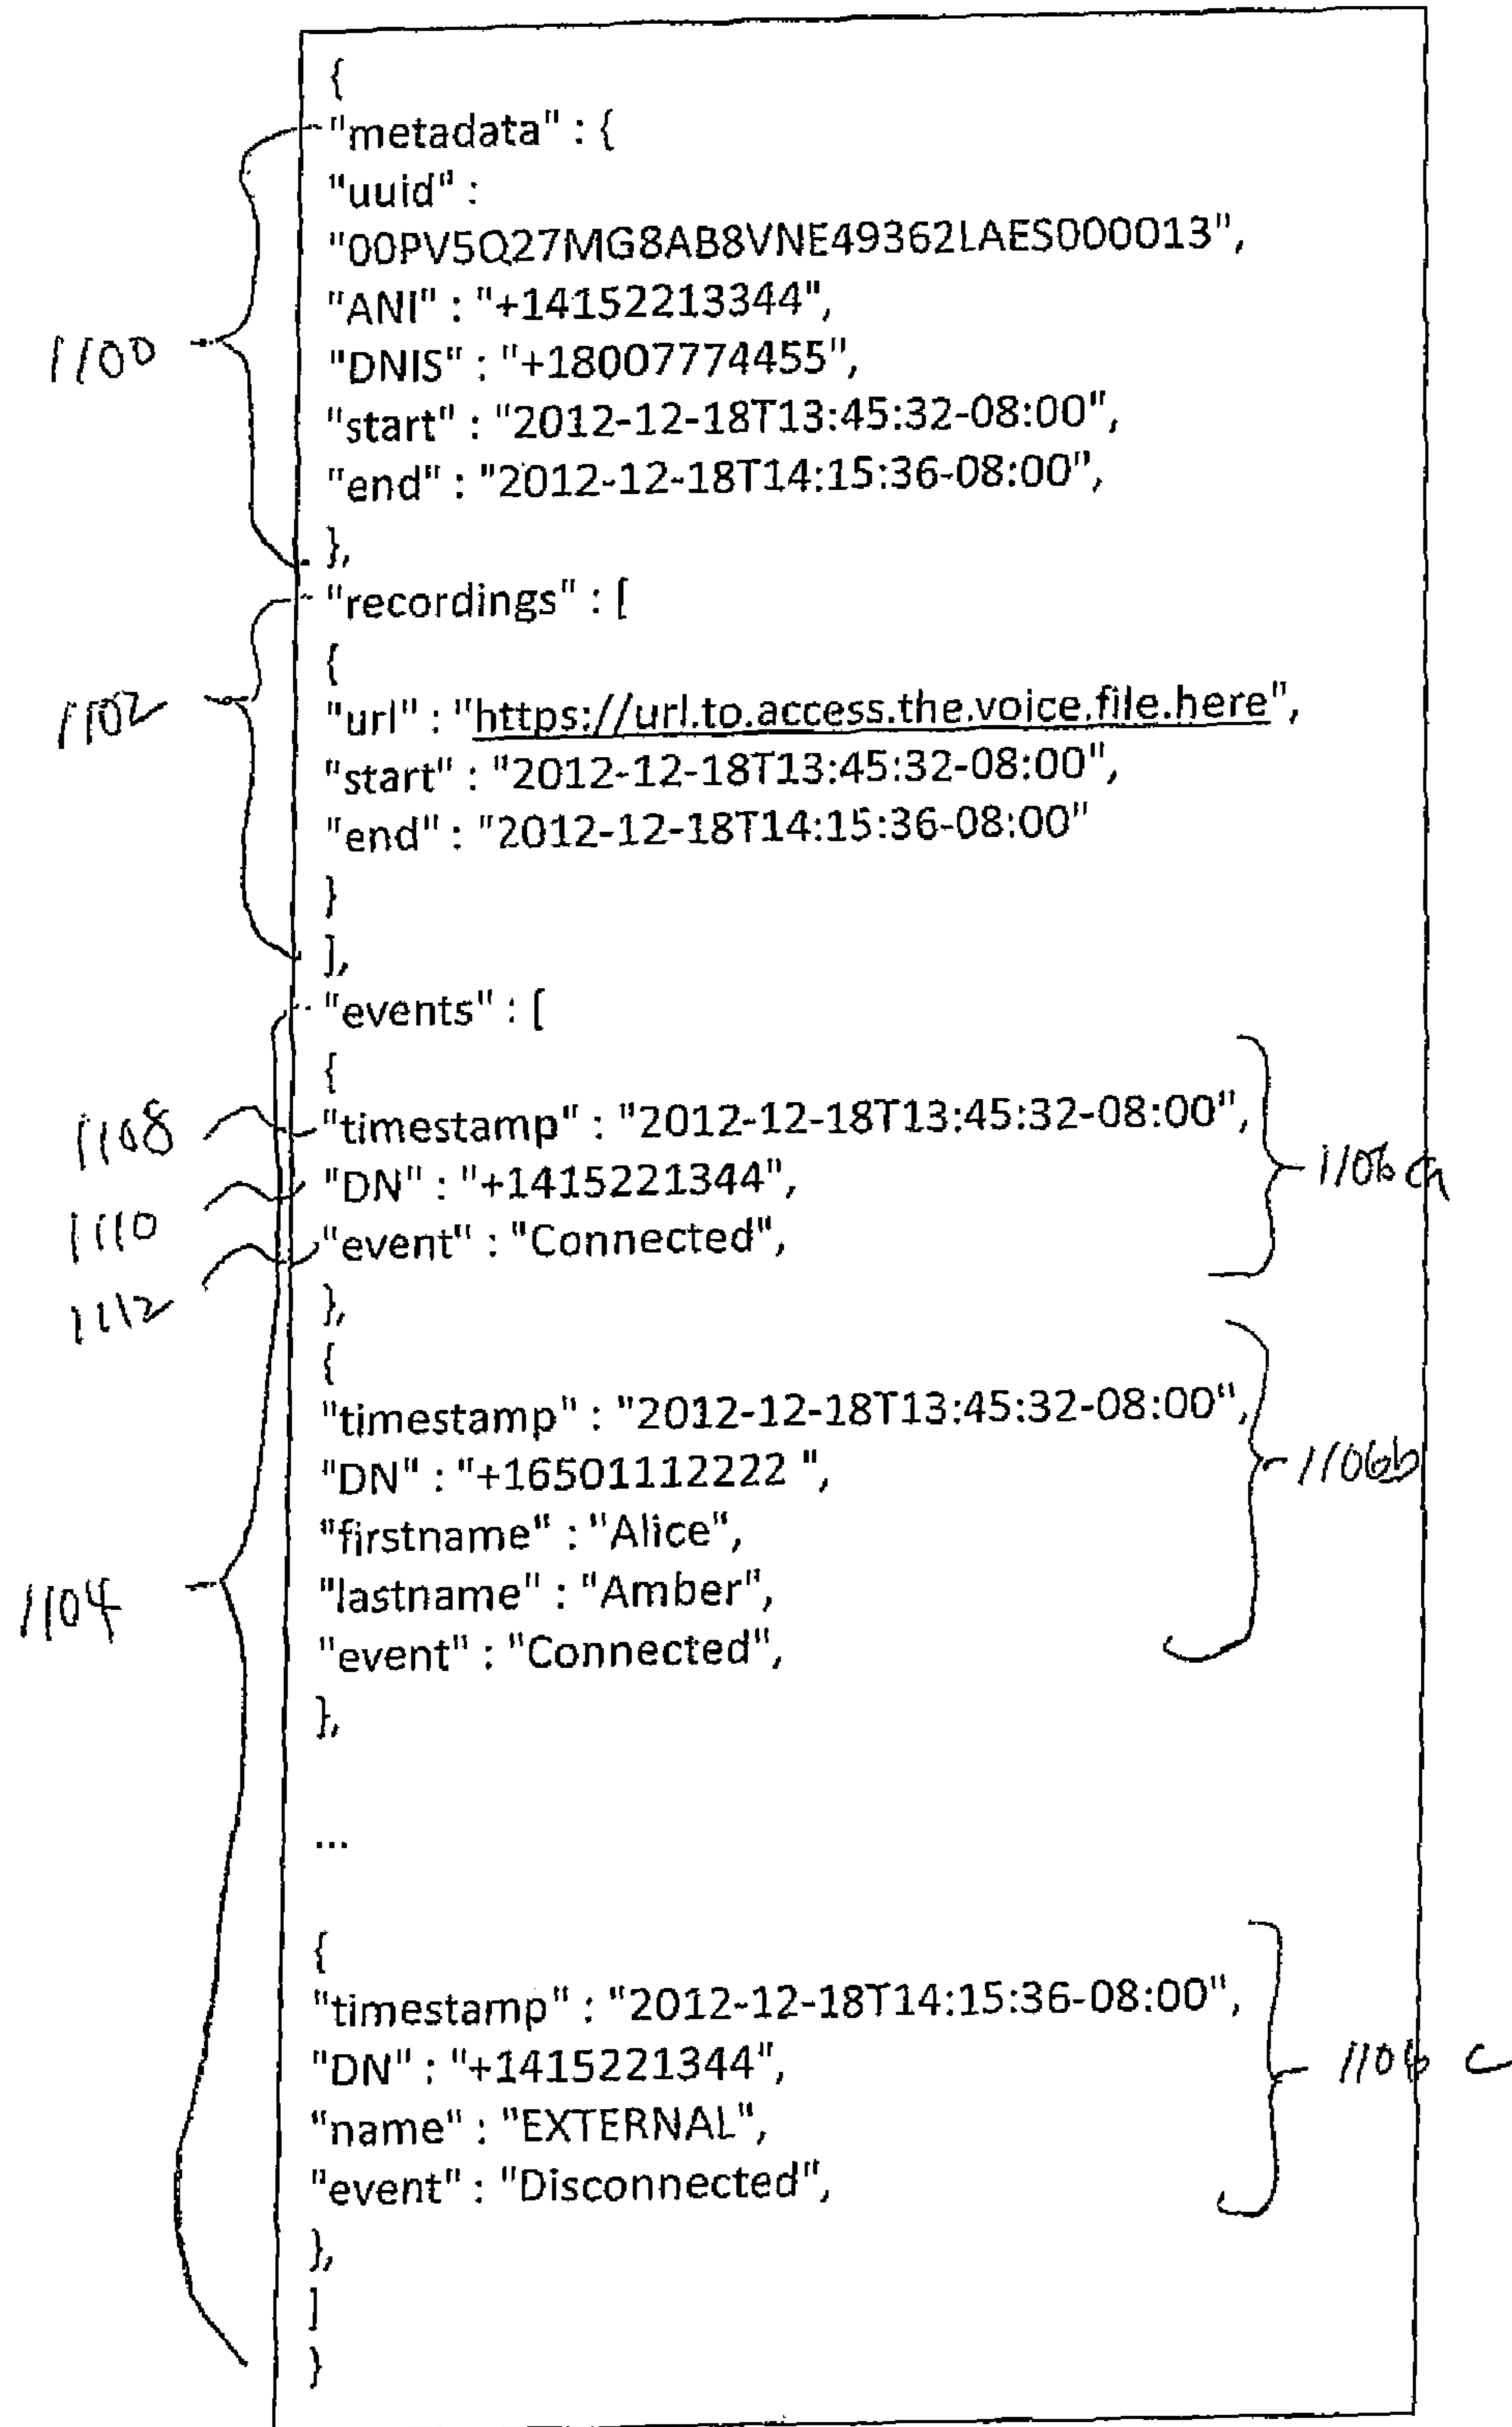 {
"metadata" : {
"uuid" :
"00PV5Q27MG8AB8VNE49362LAES000013",
"ANI" : "+14152213344",
1100
"DNIS" : "+18007774455",
"start" : "2012-12-18T13:45:32-08:00",
"end" : "2012-12-18T14:15:36-08:00",
},
"recordings" : [
{
1102
"url" : "https://url.to.access.the.voice.file.here",
"start" : "2012-12-18T13:45:32-08:00",
"end" : "2012-12-18T14:15:36-08:00"
}
],
"events" : [
{
1108
"timestamp" : "2012-12-18T13:45:32-08:00",
1106a
1110
"DN" : "+1415221344",
1112
"event" : "Connected",
},
{
"timestamp" : "2012-12-18T13:45:32-08:00",
1106b
"DN" : "+16501112222 ",
"firstname" : "Alice",
1104
"lastname" : "Amber",
"event" : "Connected",
},
...
{
"timestamp" : "2012-12-18T14:15:36-08:00",
"DN" : "+1415221344",
1106 c
"name" : "EXTERNAL",
"event" : "Disconnected",
},
]
}